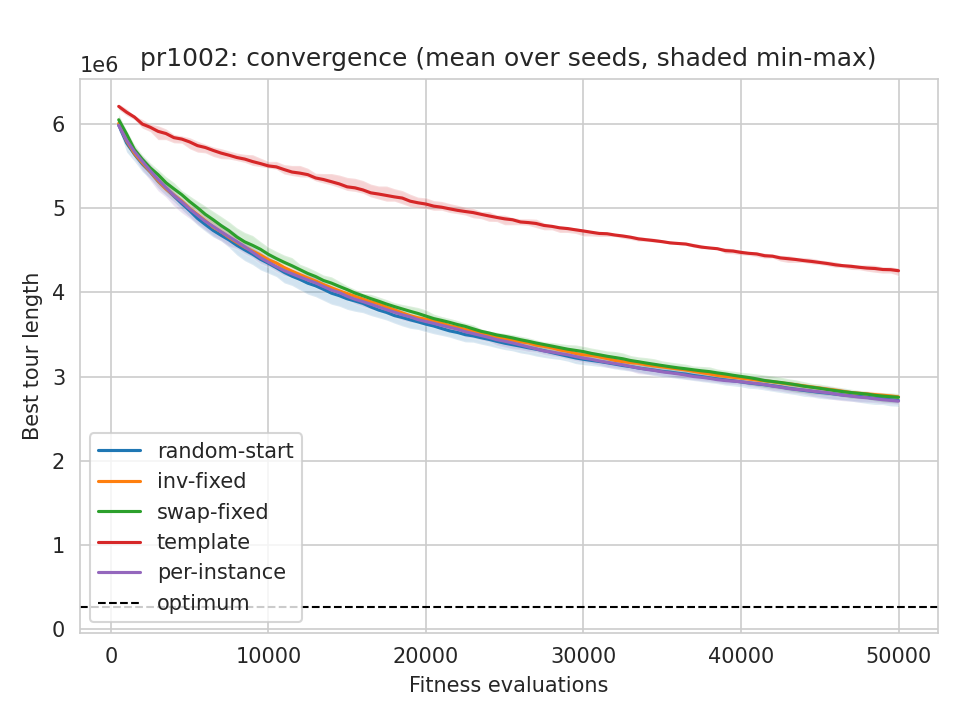 pr1002: convergence (mean over seeds, shaded min-max)
1e6
6
5
4
3
2
1
0
Best tour length
random-start
inv-fixed
swap-fixed
template
per-instance
optimum
0 10000 20000 30000 40000 50000
Fitness evaluations